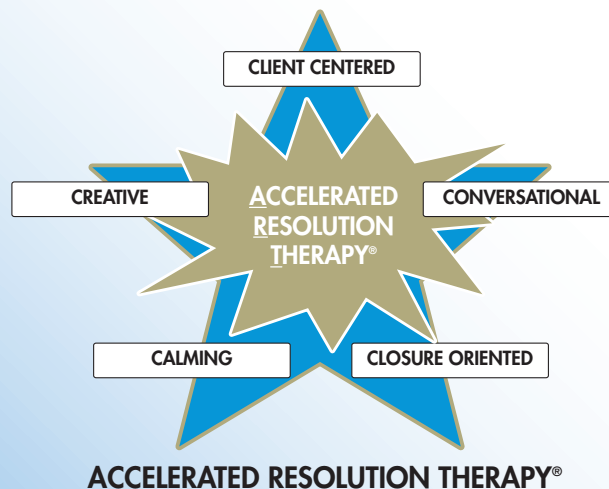 CLIENT CENTERED
CREATIVE
ACCELERATED
RESOLUTION
THERAPY®
CONVERSATIONAL
CALMING
CLOSURE ORIENTED
ACCELERATED RESOLUTION THERAPY®